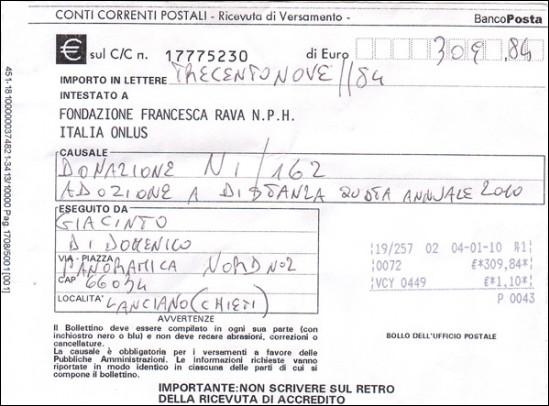 CONTI CORRENTI POSTALI - Ricevuta di Versamento - BancoPosta
€ sul C/C n. 17775230 di Euro 309,84
IMPORTO IN LETTERE TRECENTONOVE//84
INTESTATO A
FONDAZIONE FRANCESCA RAVA N.P.H.
ITALIA ONLUS
CAUSALE
DONAZIONE NI/162
ADOZIONE A DISTANZA QUOTA ANNUALE 2010
ESEGUITO DA
GIACINTO
DI DOMENICO
VIA - PIAZZA PANORAMICA NORD N°2
CAP 66034
LOCALITA' LANCIANO (CHIETI)
19/257 02 04-01-10 R1
0072 €*309,84*
VCY 0449 €*1,10*
P 0043
AVVERTENZE
Il Bollettino deve essere compilato in ogni sua parte (con
inchiostro nero o blu) e non deve recare abrasioni, correzioni o
cancellature.
La causale è obbligatoria per i versamenti a favore delle
Pubbliche Amministrazioni. Le informazioni richieste vanno
riportate in modo identico in ciascuna delle parti di cui si
compone il bollettino.
BOLLO DELL'UFFICIO POSTALE
IMPORTANTE: NON SCRIVERE SUL RETRO
DELLA RICEVUTA DI ACCREDITO